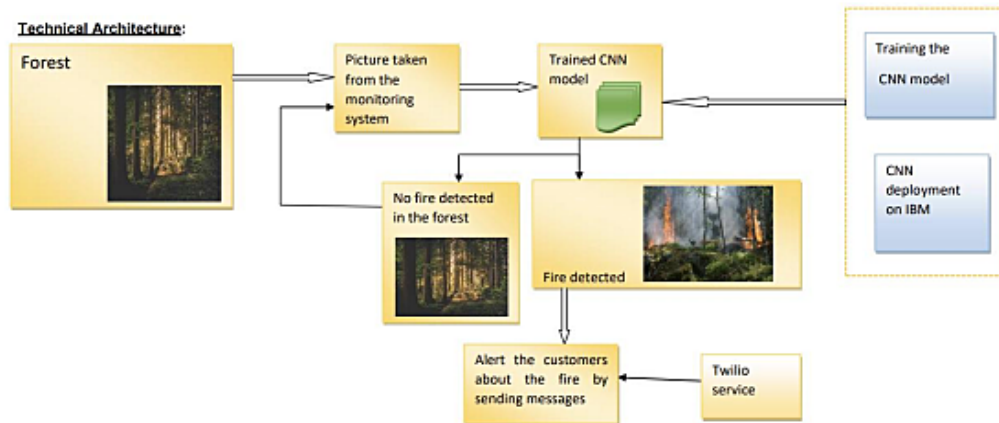 Technical Architecture:
Forest
Picture taken
from the
monitoring
system
Trained CNN
model
Training the
CNN model
CNN
deployment
on IBM
No fire detected
in the forest
Fire detected
Alert the customers
about the fire by
sending messages
Twilio
service